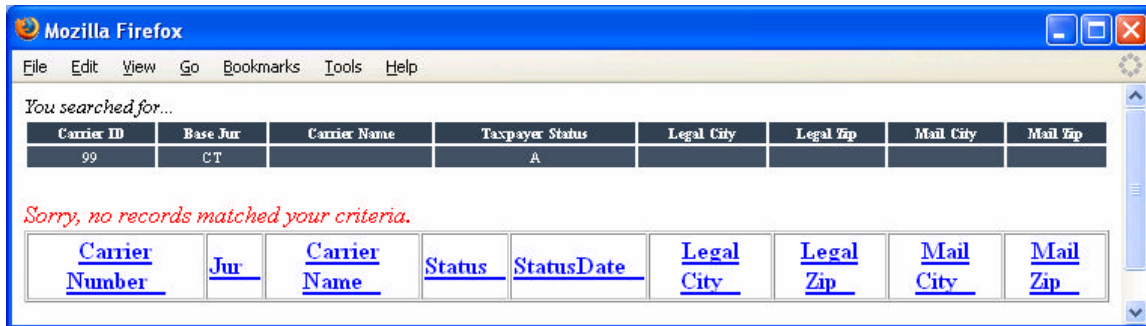 Mozilla Firefox
File Edit View Go Bookmarks Tools Help
You searched for...
Carrier ID Base Jur Carrier Name Taxpayer Status Legal City Legal Zip Mail City Mail Zip
99 CT A
Sorry, no records matched your criteria.
Carrier Number Jur Carrier Name Status StatusDate Legal City Legal Zip Mail City Mail Zip